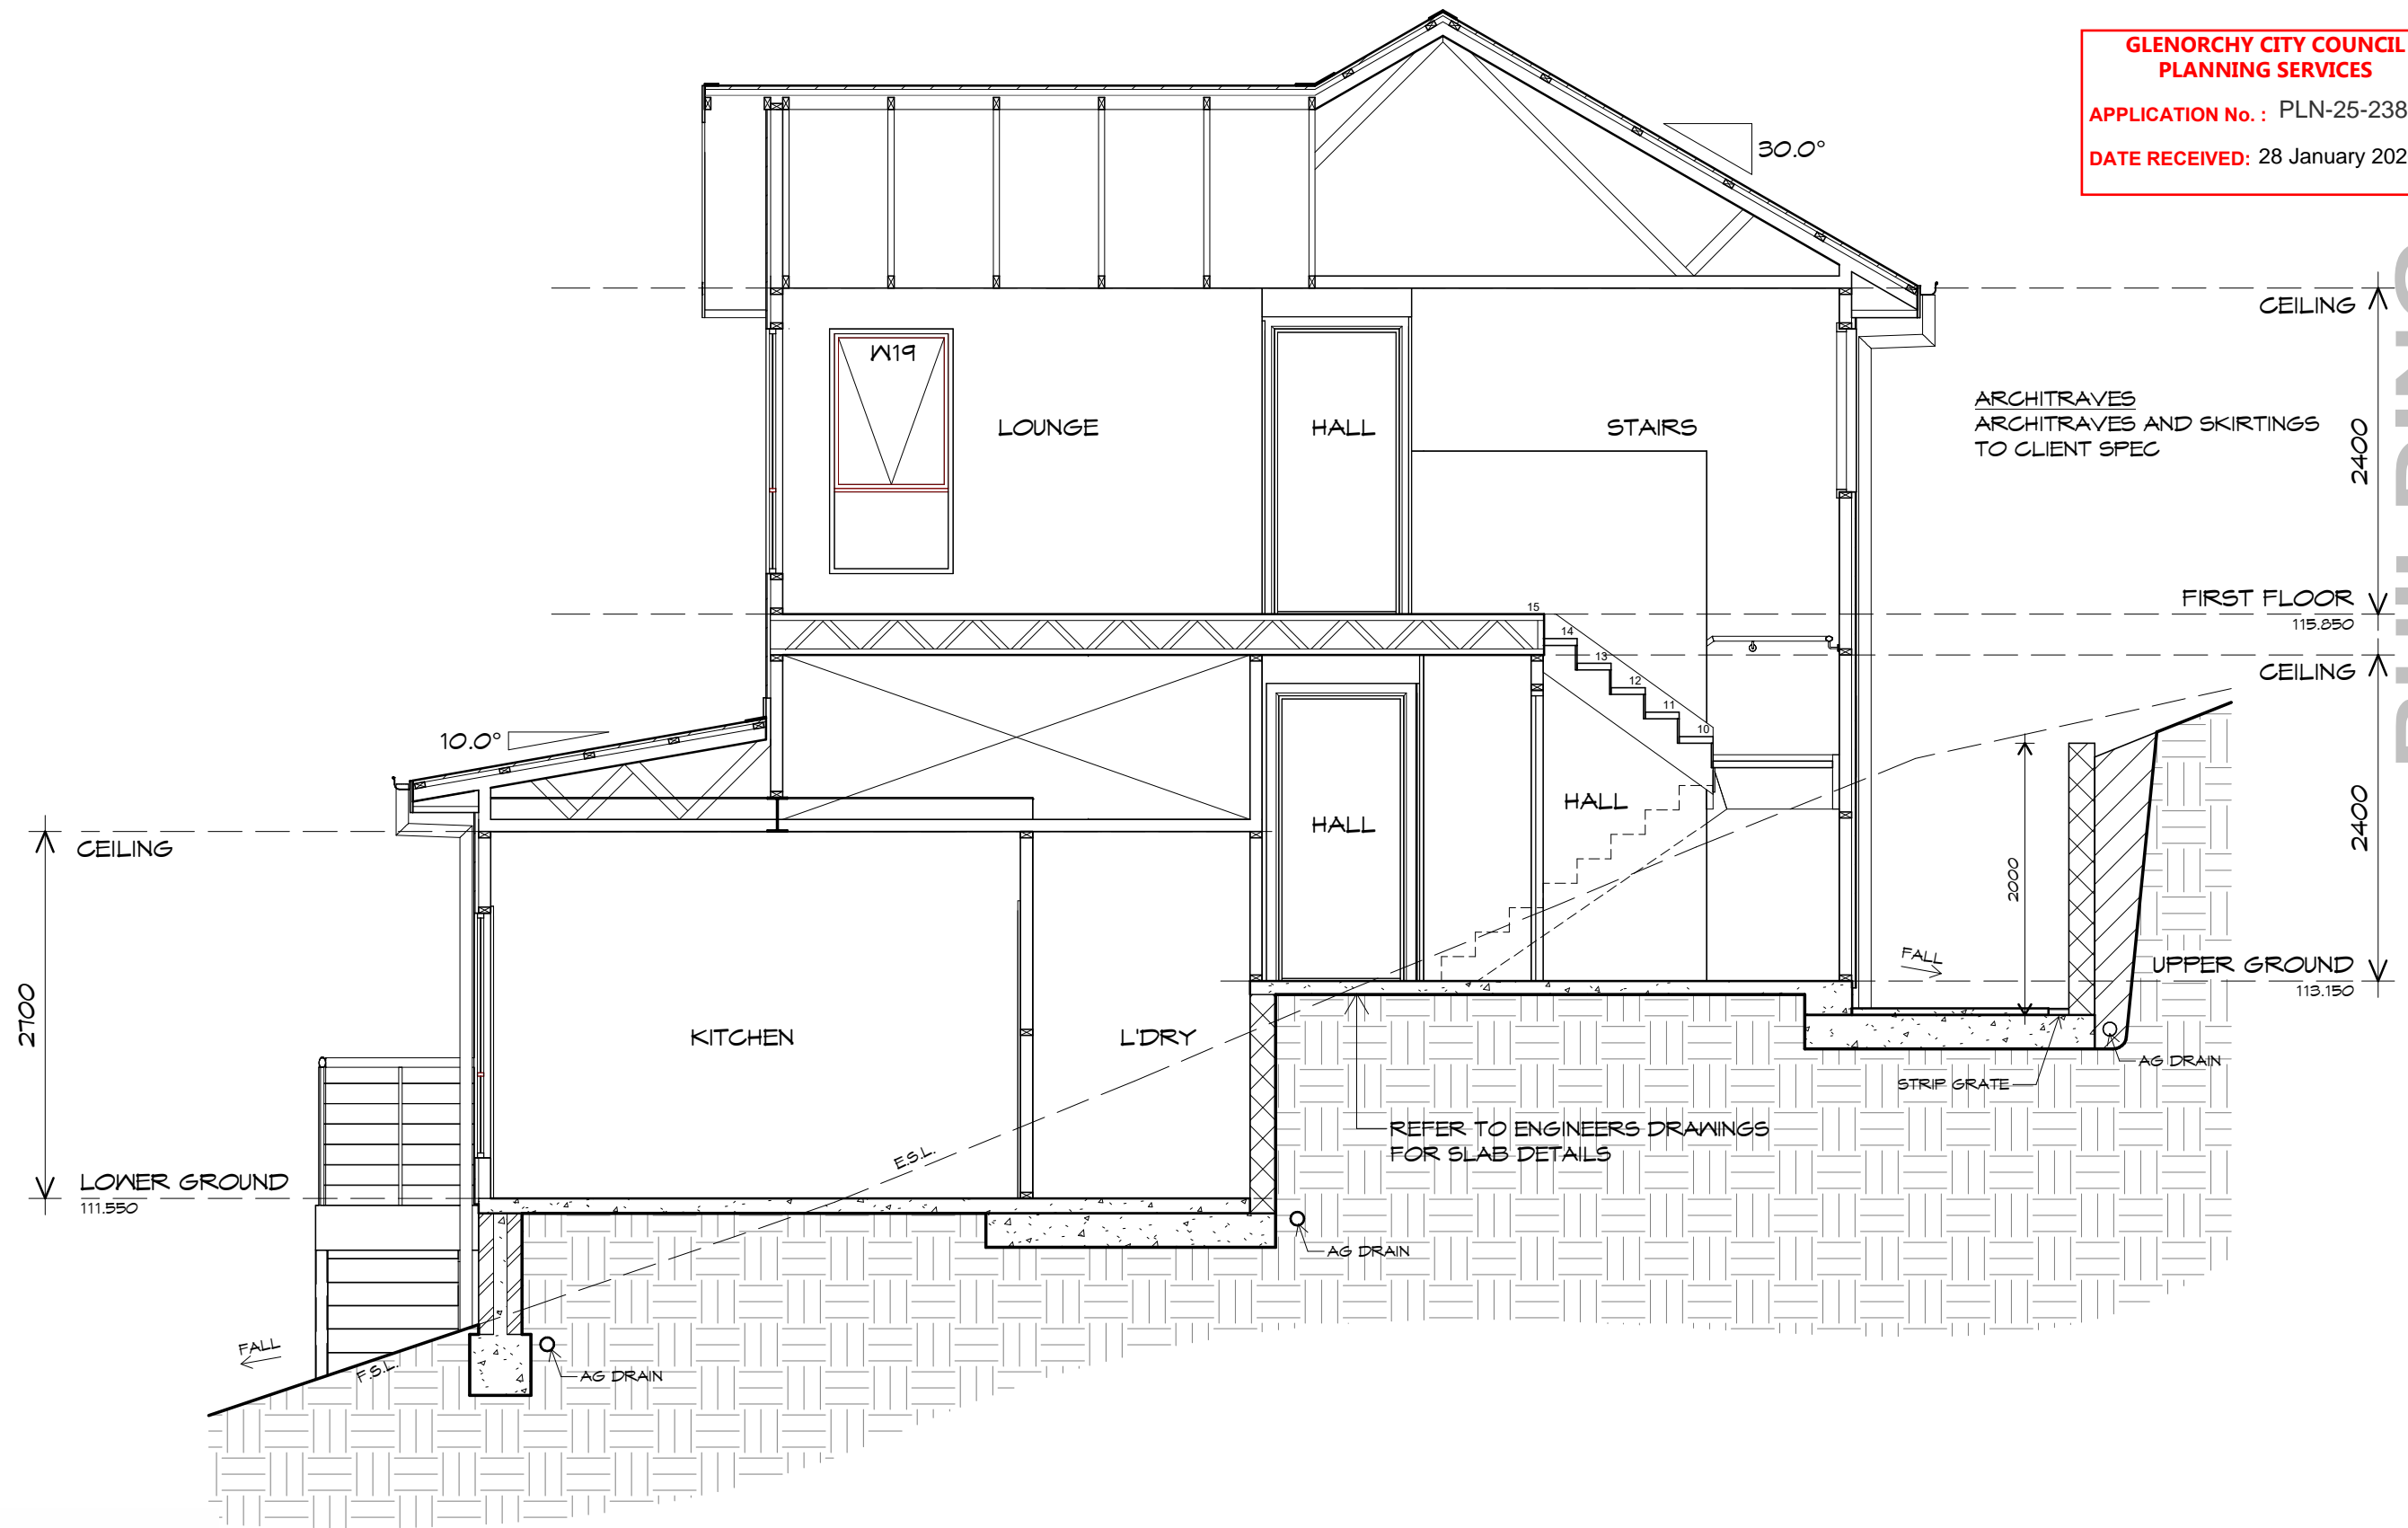 GLENORCHY CITY COUNCIL
PLANNING SERVICES
APPLICATION No. : PLN-25-238
DATE RECEIVED: 28 January 202
30.0°
CEILING
W19
LOUNGE
HALL
STAIRS
ARCHITRAVES
ARCHITRAVES AND SKIRTINGS
TO CLIENT SPEC
2400
FIRST FLOOR
115.850
15
14
13
12
11
10
CEILING
10.0°
HALL
HALL
CEILING
2400
2000
FALL
UPPER GROUND
113.150
2700
KITCHEN
L'DRY
AG DRAIN
STRIP GRATE
REFER TO ENGINEERS DRAWINGS
FOR SLAB DETAILS
E.S.L.
LOWER GROUND
111.550
AG DRAIN
FALL
F.S.L.
AG DRAIN